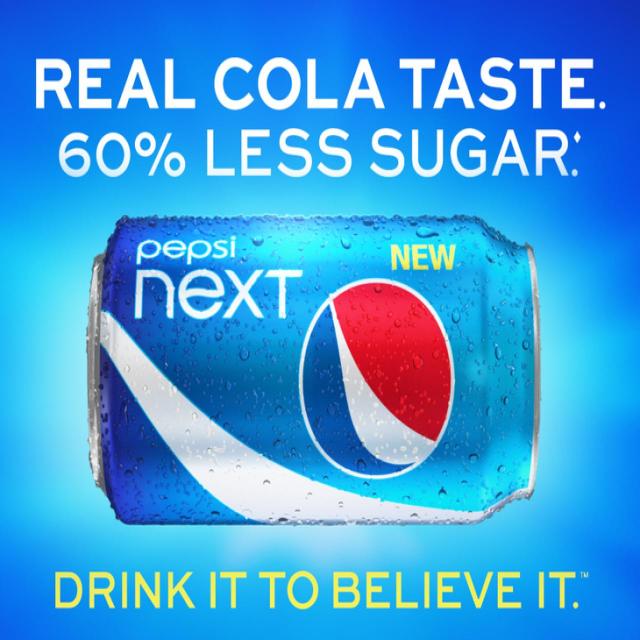 REAL COLA TASTE.
60% LESS SUGAR.*
pepsi
NEXT
NEW
DRINK IT TO BELIEVE IT.™